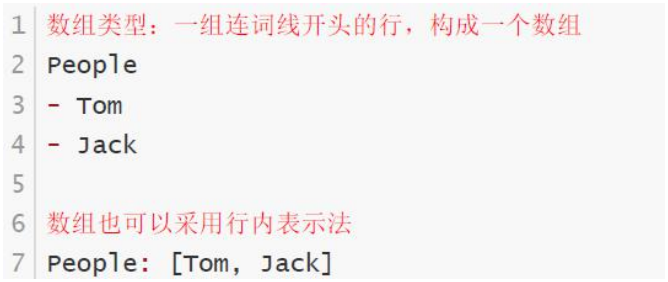 1 数组类型：一组连词线开头的行，构成一个数组
2 People
3 - Tom
4 - Jack
5
6 数组也可以采用行内表示法
7 People: [Tom, Jack]